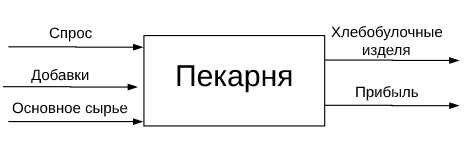 Спрос
Добавки
Основное сырье
Пекарня
Хлебобулочные
изделя
Прибыль